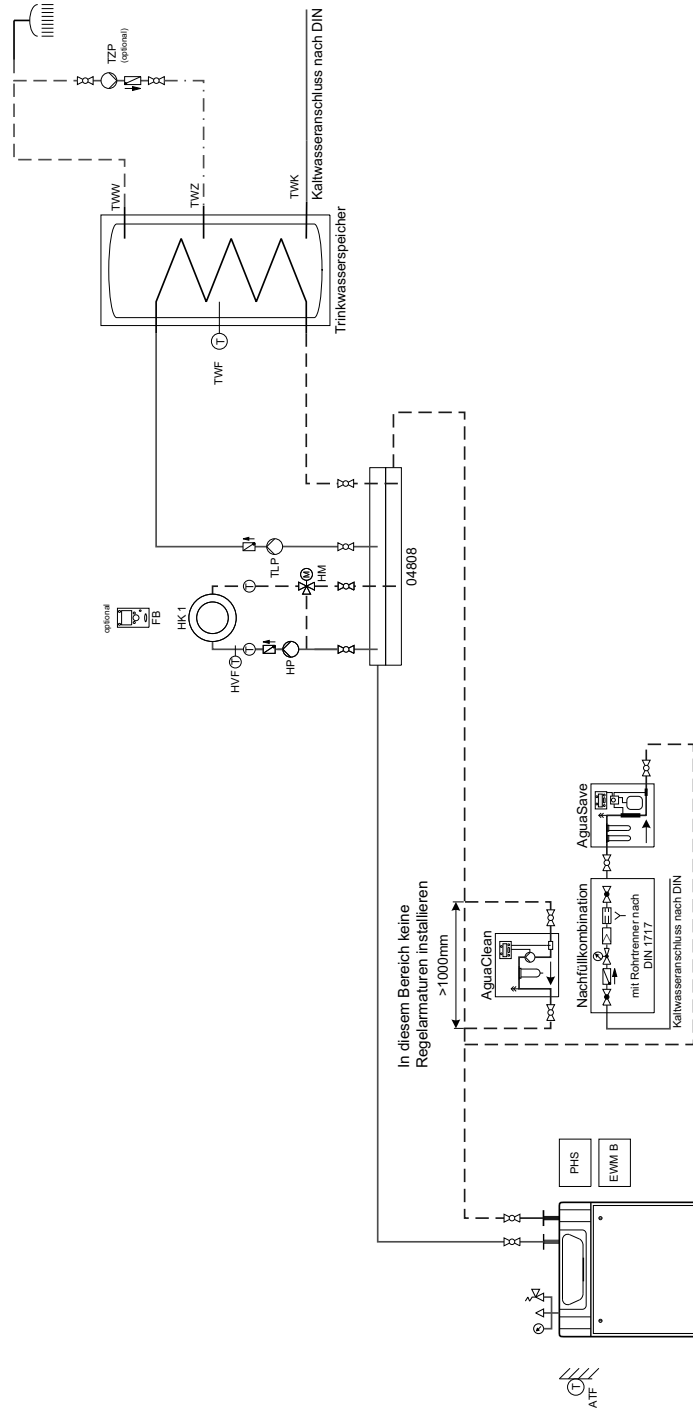 TZP
(optional)
Kaltwasseranschluss nach DIN
TWW
TWZ
TWK
Trinkwasserspeicher
T
TWF
04808
TLP
M
HM
T
optional
FB
HK 1
HVF
T
T
HP
In diesem Bereich keine
Regelarmaturen installieren
>1000mm
AguaClean
AguaSave
Nachfüllkombination
mit Rohrtrenner nach
DIN 1717
Kaltwasseranschluss nach DIN
PHS
EWM B
T
ATF